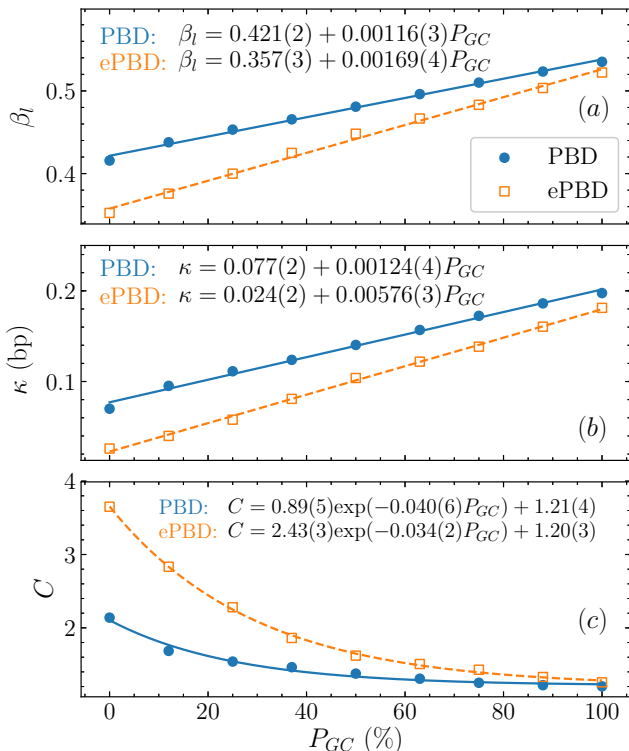 PBD: β_l = 0.421(2) + 0.00116(3)P_GC
ePBD: β_l = 0.357(3) + 0.00169(4)P_GC
0.5
0.4
β_l
(a)
PBD
ePBD
PBD: κ = 0.077(2) + 0.00124(4)P_GC
ePBD: κ = 0.024(2) + 0.00576(3)P_GC
0.2
0.1
κ (bp)
(b)
4
PBD: C = 0.89(5)exp(−0.040(6)P_GC) + 1.21(4)
ePBD: C = 2.43(3)exp(−0.034(2)P_GC) + 1.20(3)
C
2
(c)
0 20 40 60 80 100
P_GC (%)